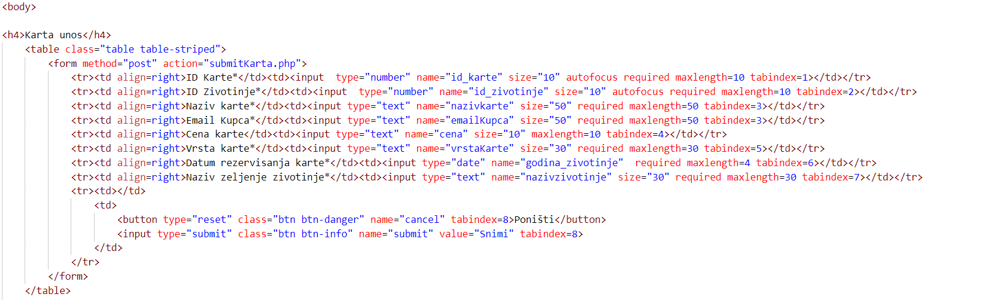 <body>
<h4>Karta unos</h4>
<table class="table table-striped">
<form method="post" action="submitKarta.php">
<tr><td align=right>ID Karte*</td><td><input  type="number" name="id_karte" size="10" autofocus required maxlength=10 tabindex=1></td></tr>
<tr><td align=right>ID Zivotinje*</td><td><input  type="number" name="id_zivotinje" size="10" autofocus required maxlength=10 tabindex=2></td></tr>
<tr><td align=right>Naziv karte*</td><td><input type="text" name="nazivkarte" size="50" required maxlength=50 tabindex=3></td></tr>
<tr><td align=right>Email Kupca*</td><td><input type="text" name="emailKupca" size="50" required maxlength=50 tabindex=3></td></tr>
<tr><td align=right>Cena karte</td><td><input type="text" name="cena" size="10" maxlength=10 tabindex=4></td></tr>
<tr><td align=right>Vrsta karte*</td><td><input type="text" name="vrstaKarte" size="30" required maxlength=30 tabindex=5></td></tr>
<tr><td align=right>Datum rezervisanja karte*</td><td><input type="date" name="godina_zivotinje"  required maxlength=4 tabindex=6></td></tr>
<tr><td align=right>Naziv zeljenje zivotinje*</td><td><input type="text" name="nazivzivotinje" size="30" required maxlength=30 tabindex=7></td></tr>
<tr><td></td>
<td>
<button type="reset" class="btn btn-danger" name="cancel" tabindex=8>Poništi</button>
<input type="submit" class="btn btn-info" name="submit" value="Snimi" tabindex=8>
</td>
</tr>
</form>
</table>